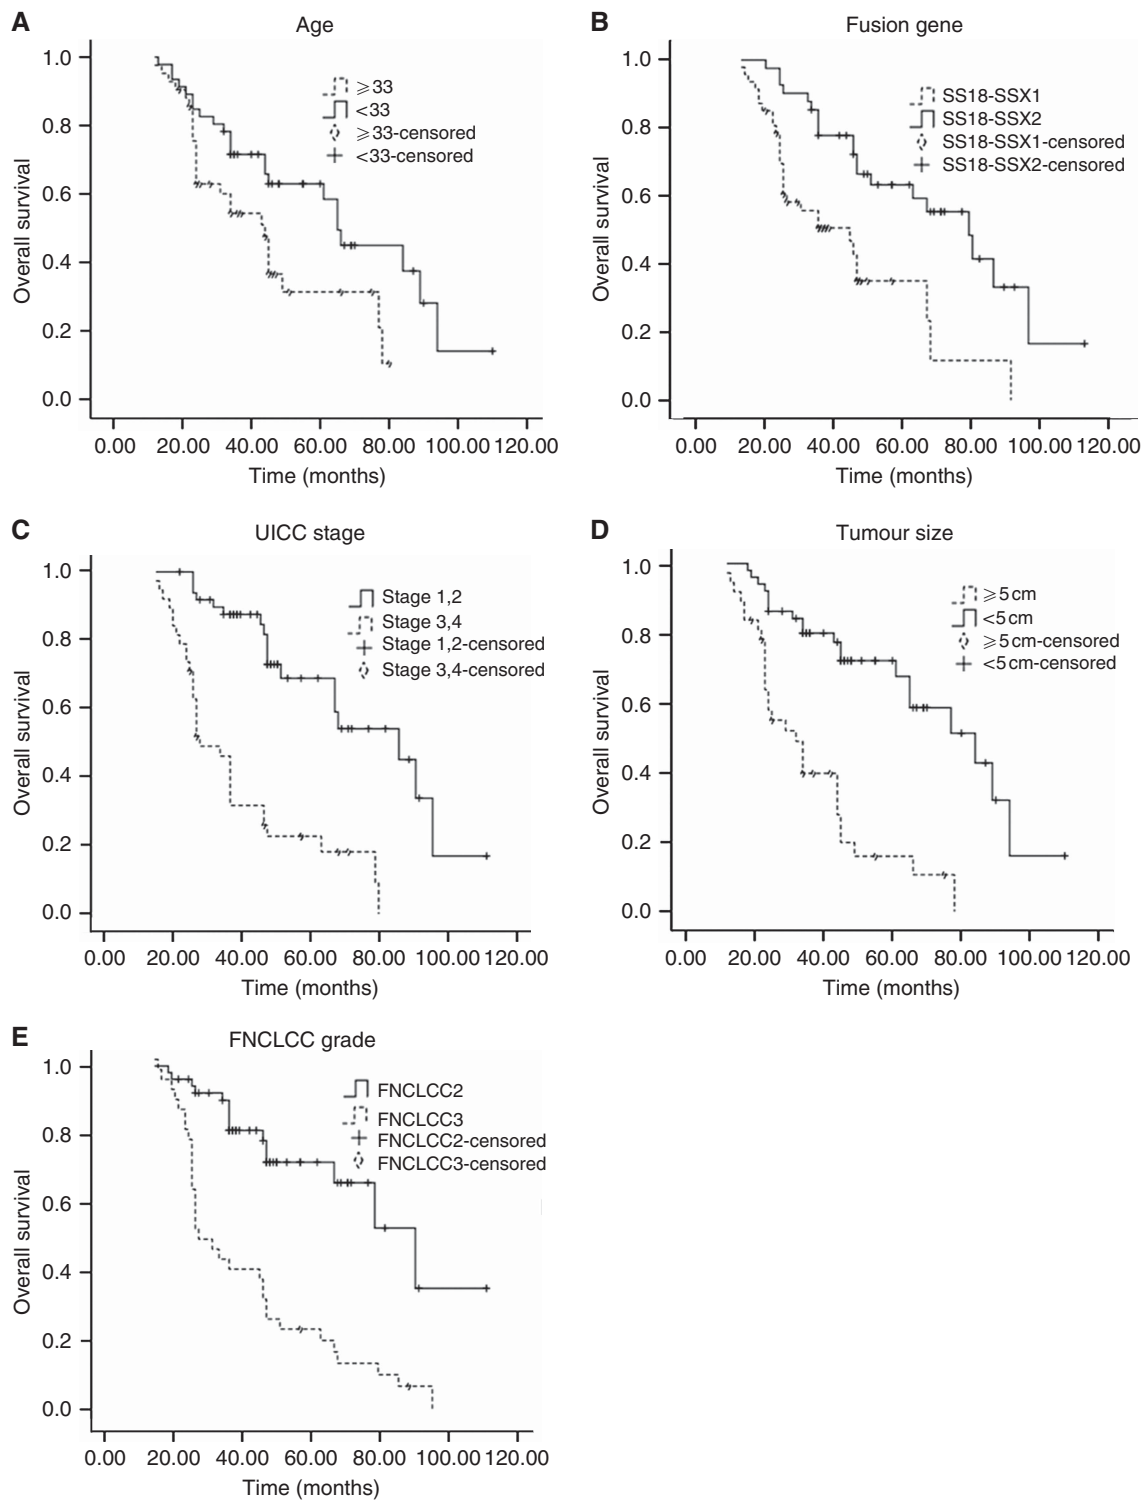 A
Age
1.0
0.8
0.6
0.4
0.2
0.0
Overall survival
⩾33
<33
⩾33-censored
<33-censored
0.00 20.00 40.00 60.00 80.00 100.00 120.00
Time (months)
B
Fusion gene
1.0
0.8
0.6
0.4
0.2
0.0
Overall survival
SS18-SSX1
SS18-SSX2
SS18-SSX1-censored
SS18-SSX2-censored
0.00 20.00 40.00 60.00 80.00 100.00 120.00
Time (months)
C
UICC stage
1.0
0.8
0.6
0.4
0.2
0.0
Overall survival
Stage 1,2
Stage 3,4
Stage 1,2-censored
Stage 3,4-censored
0.00 20.00 40.00 60.00 80.00 100.00 120.00
Time (months)
D
Tumour size
1.0
0.8
0.6
0.4
0.2
0.0
Overall survival
⩾5 cm
<5 cm
⩾5 cm-censored
<5 cm-censored
0.00 20.00 40.00 60.00 80.00 100.00 120.00
Time (months)
E
FNCLCC grade
1.0
0.8
0.6
0.4
0.2
0.0
Overall survival
FNCLCC2
FNCLCC3
FNCLCC2-censored
FNCLCC3-censored
0.00 20.00 40.00 60.00 80.00 100.00 120.00
Time (months)